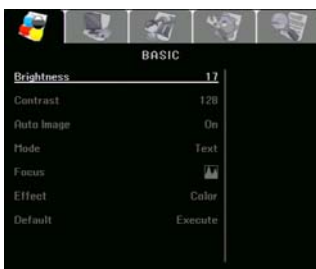 BASIC
Brightness 17
Contrast 128
Auto Image On
Mode Text
Focus
Effect Color
Default Execute